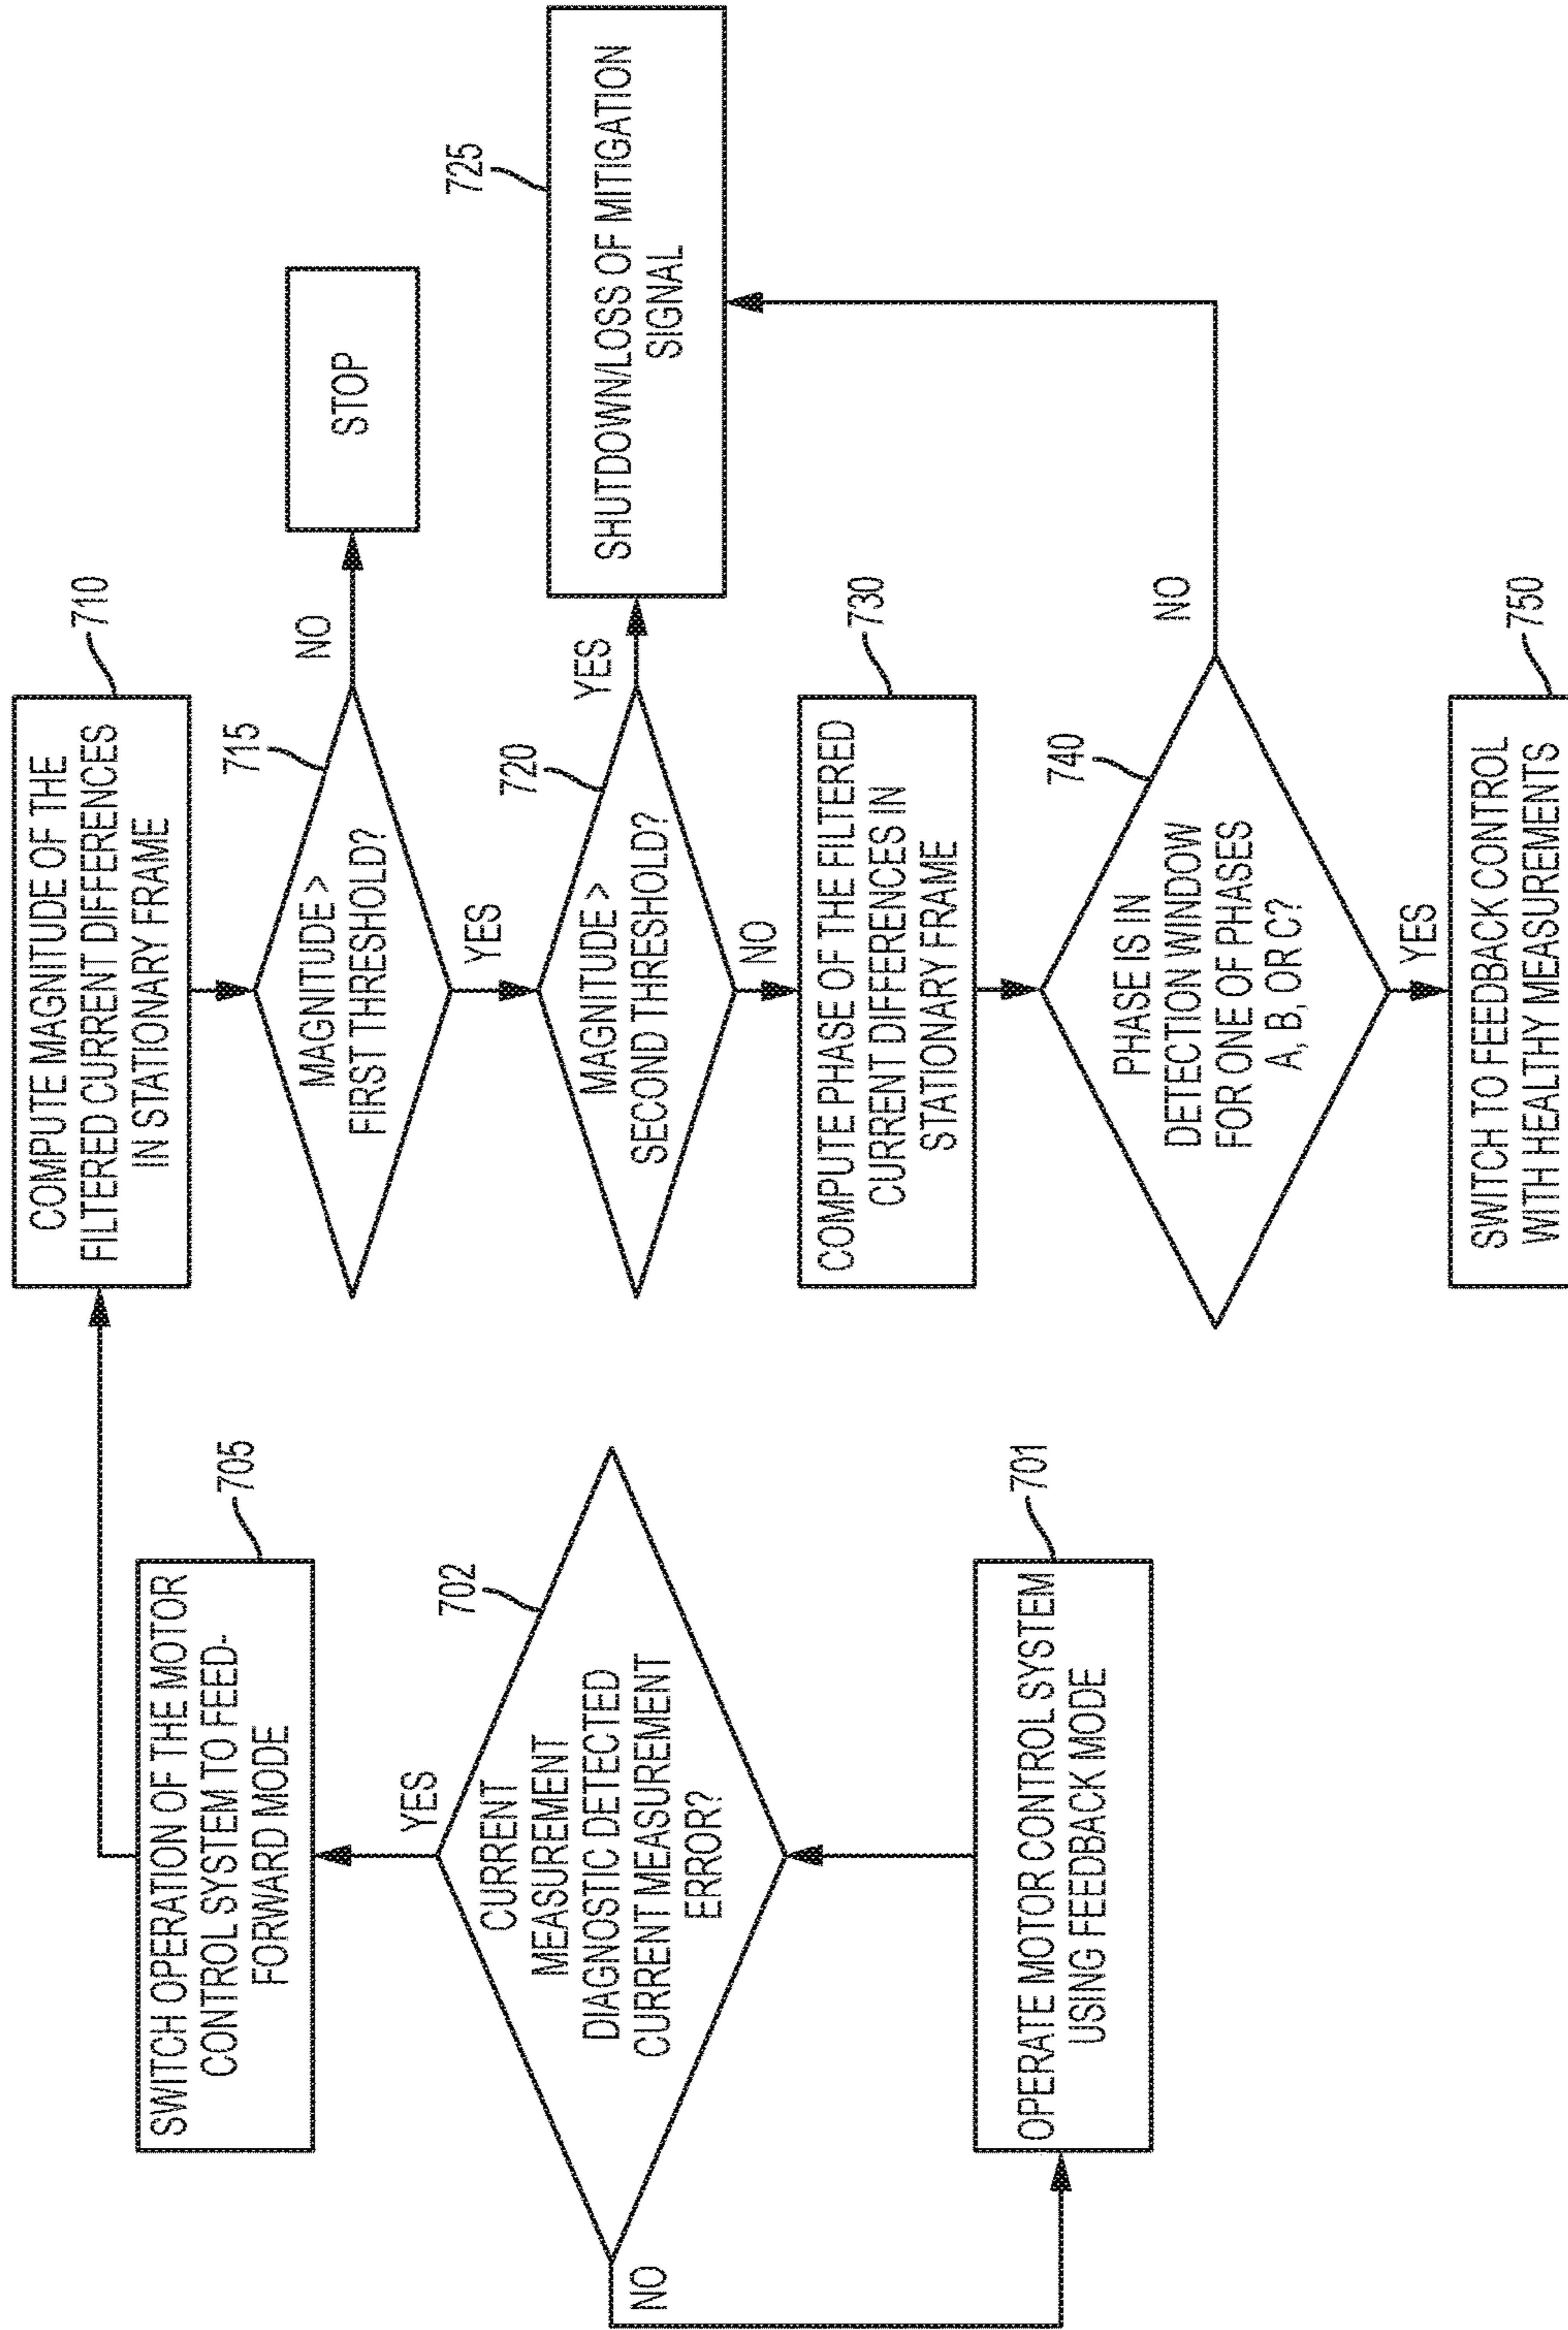 SWITCH OPERATION OF THE MOTOR
CONTROL SYSTEM TO FEED-
FORWARD MODE
705
YES
702
CURRENT
MEASUREMENT
DIAGNOSTIC DETECTED
CURRENT MEASUREMENT
ERROR?
NO
OPERATE MOTOR CONTROL SYSTEM
USING FEEDBACK MODE
701
COMPUTE MAGNITUDE OF THE
FILTERED CURRENT DIFFERENCES
IN STATIONARY FRAME
710
715
MAGNITUDE >
FIRST THRESHOLD?
NO
STOP
YES
720
MAGNITUDE >
SECOND THRESHOLD?
YES
725
SHUTDOWN/LOSS OF MITIGATION
SIGNAL
NO
COMPUTE PHASE OF THE FILTERED
CURRENT DIFFERENCES IN
STATIONARY FRAME
730
740
PHASE IS IN
DETECTION WINDOW
FOR ONE OF PHASES
A, B, OR C?
NO
YES
SWITCH TO FEEDBACK CONTROL
WITH HEALTHY MEASUREMENTS
750